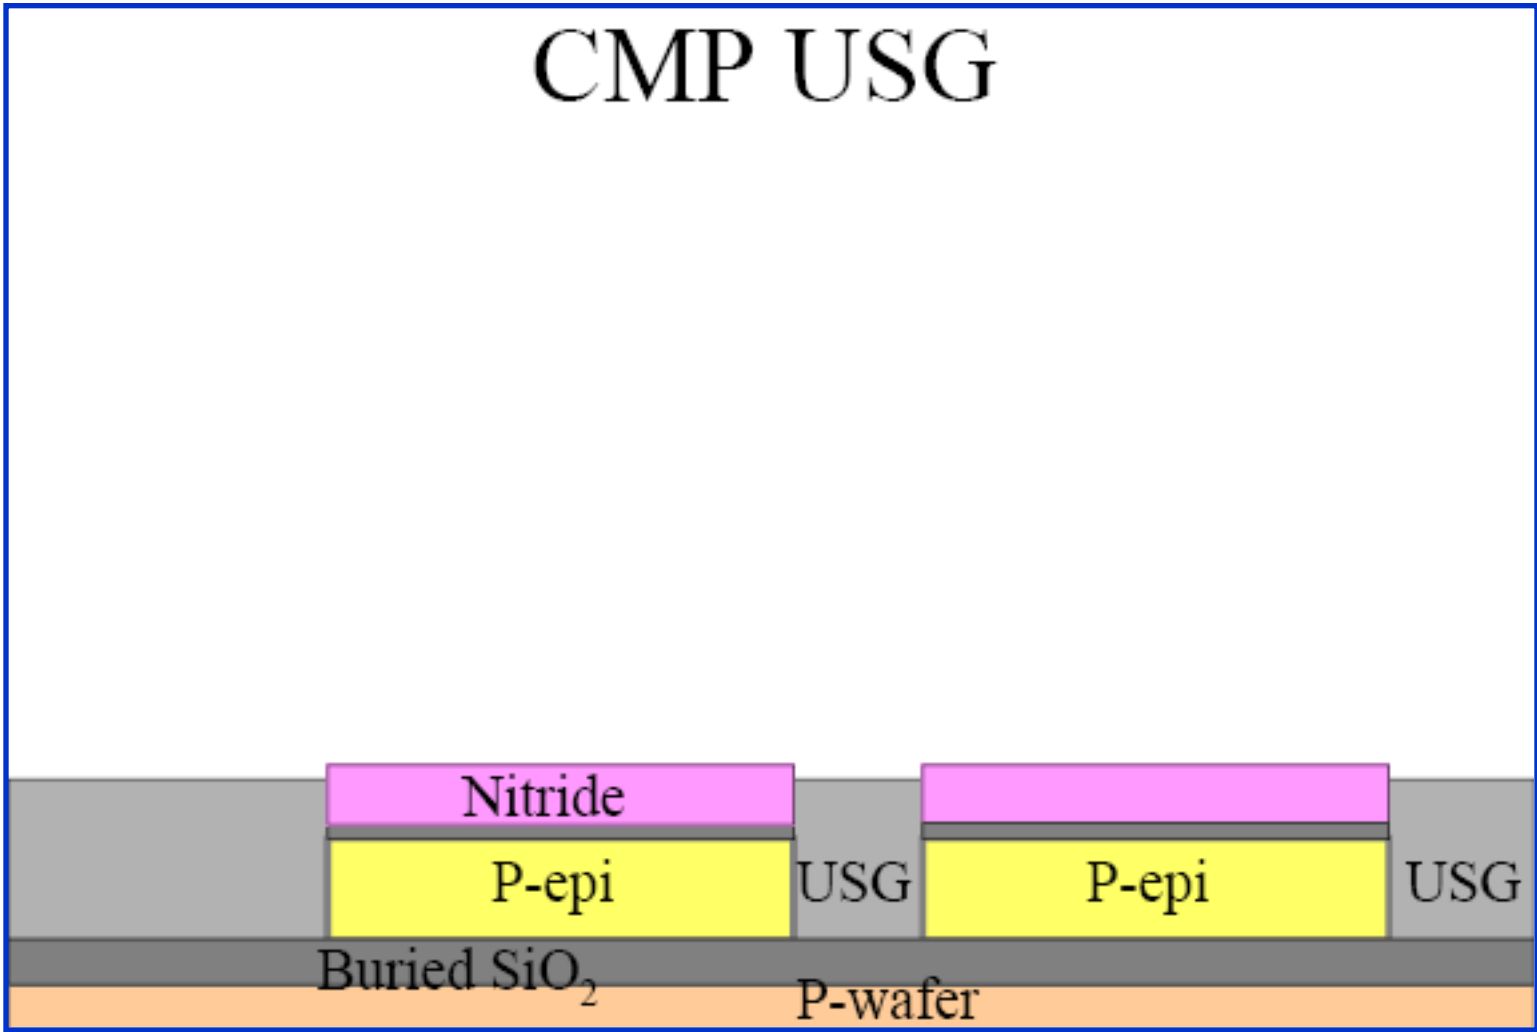 CMP USG
Nitride
P-epi
USG
P-epi
USG
Buried SiO₂
P-wafer